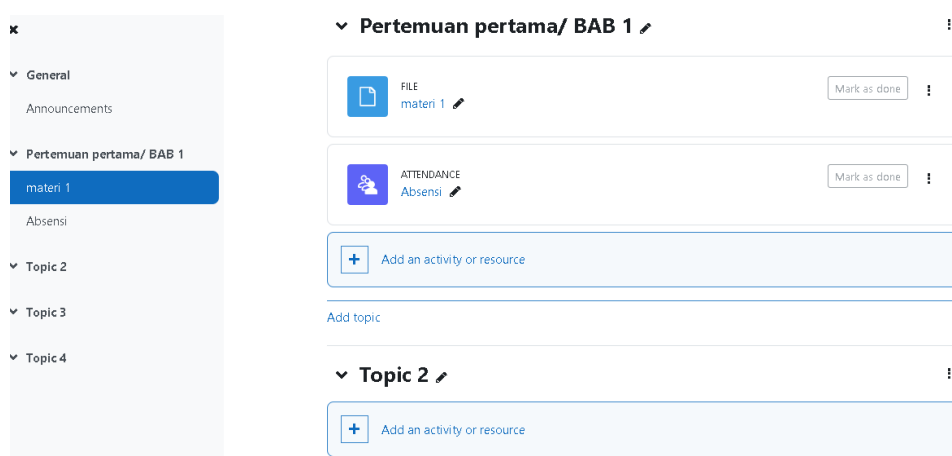 General
Announcements
Pertemuan pertama/ BAB 1
materi 1
Absensi
Topic 2
Topic 3
Topic 4
Pertemuan pertama/ BAB 1
FILE
materi 1
Mark as done
ATTENDANCE
Absensi
Mark as done
Add an activity or resource
Add topic
Topic 2
Add an activity or resource